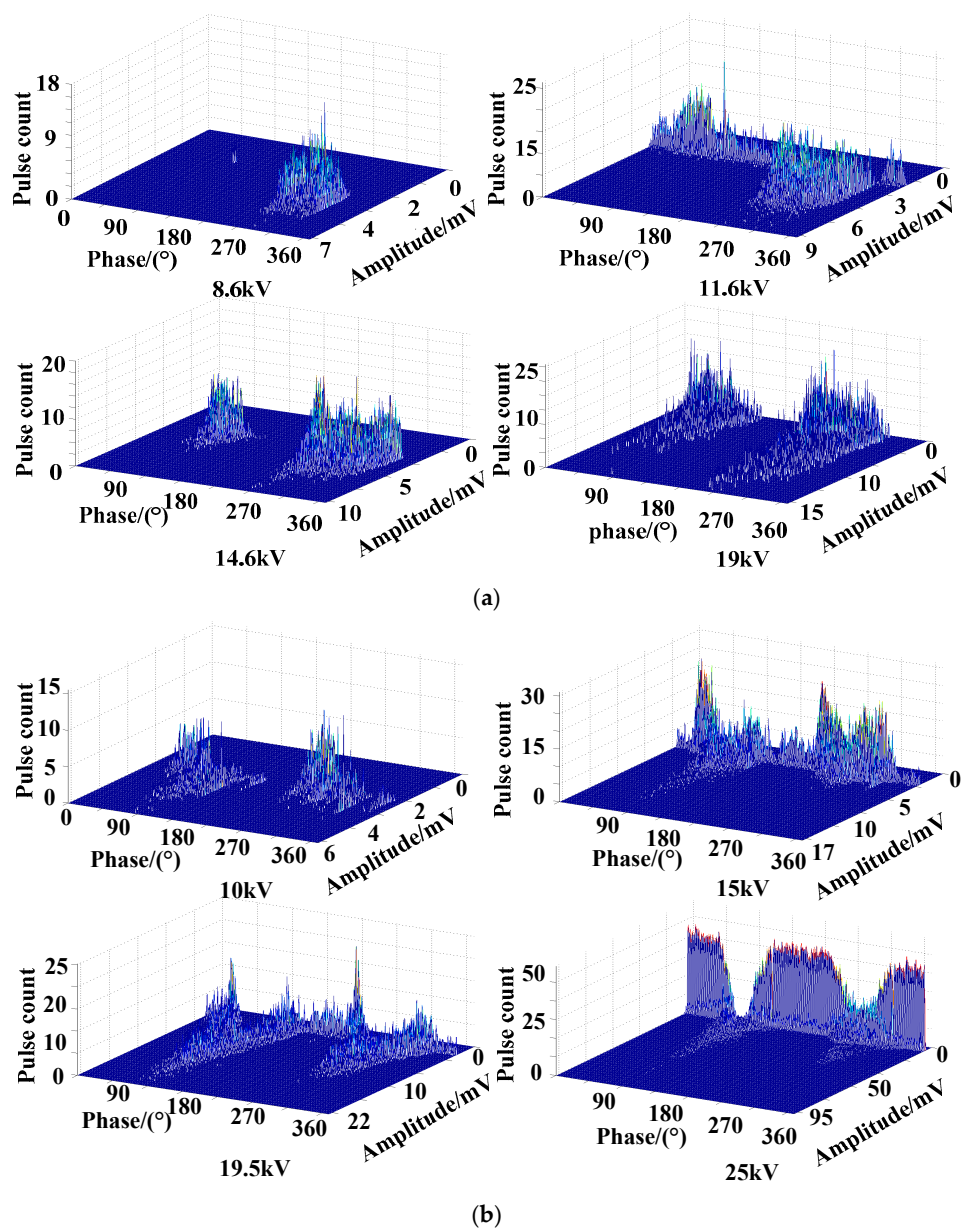 18
9
0
Pulse count
0
90
180
270
360
Phase/(°)
7
4
2
0
Amplitude/mV
8.6kV
25
15
0
Pulse count
90
180
270
360
Phase/(°)
9
6
3
0
Amplitude/mV
11.6kV
20
10
0
Pulse count
90
180
270
360
Phase/(°)
10
5
0
Amplitude/mV
14.6kV
25
10
0
Pulse count
90
180
270
360
phase/(°)
15
10
0
Amplitude/mV
19kV
(a)
15
10
5
0
Pulse count
0
90
180
270
360
Phase/(°)
6
4
2
0
Amplitude/mV
10kV
30
15
0
Pulse count
90
180
270
360
Phase/(°)
17
10
5
0
Amplitude/mV
15kV
25
20
10
0
Pulse count
90
180
270
360
Phase/(°)
22
10
0
Amplitude/mV
19.5kV
50
25
0
Pulse count
90
180
270
360
Phase/(°)
95
50
0
Amplitude/mV
25kV
(b)